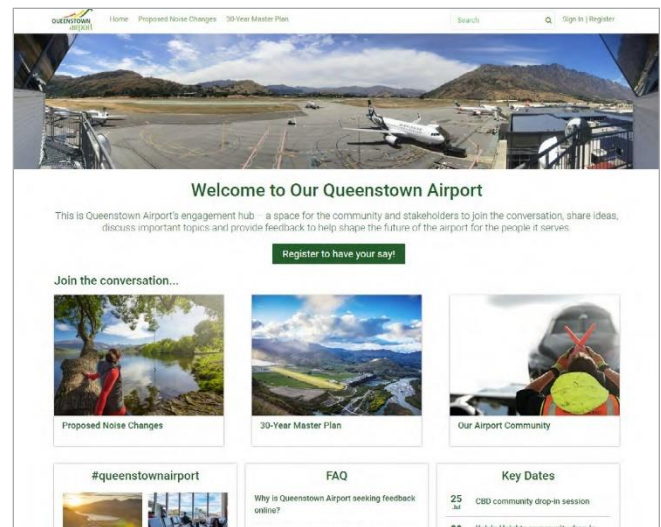 QUEENSTOWN
airport
Home Proposed Noise Changes 30-Year Master Plan
Search
Sign In | Register
Welcome to Our Queenstown Airport
This is Queenstown Airport's engagement hub – a space for the community and stakeholders to join the conversation, share ideas,
discuss important topics and provide feedback to help shape the future of the airport for the people it serves
Register to have your say!
Join the conversation...
Proposed Noise Changes
30-Year Master Plan
Our Airport Community
#queenstownairport
FAQ
Why is Queenstown Airport seeking feedback
online?
Key Dates
25
Jul
CBD community drop-in session